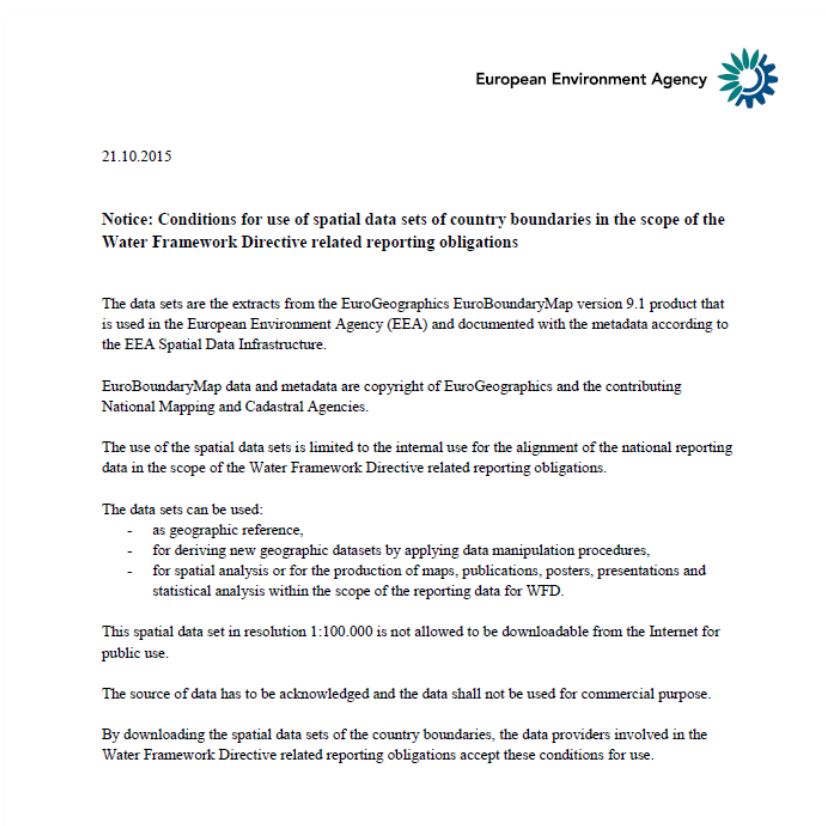 European Environment Agency
21.10.2015
Notice: Conditions for use of spatial data sets of country boundaries in the scope of the
Water Framework Directive related reporting obligations
The data sets are the extracts from the EuroGeographics EuroBoundaryMap version 9.1 product that
is used in the European Environment Agency (EEA) and documented with the metadata according to
the EEA Spatial Data Infrastructure.
EuroBoundaryMap data and metadata are copyright of EuroGeographics and the contributing
National Mapping and Cadastral Agencies.
The use of the spatial data sets is limited to the internal use for the alignment of the national reporting
data in the scope of the Water Framework Directive related reporting obligations.
The data sets can be used:
- as geographic reference,
- for deriving new geographic datasets by applying data manipulation procedures,
- for spatial analysis or for the production of maps, publications, posters, presentations and
statistical analysis within the scope of the reporting data for WFD.
This spatial data set in resolution 1:100.000 is not allowed to be downloadable from the Internet for
public use.
The source of data has to be acknowledged and the data shall not be used for commercial purpose.
By downloading the spatial data sets of the country boundaries, the data providers involved in the
Water Framework Directive related reporting obligations accept these conditions for use.